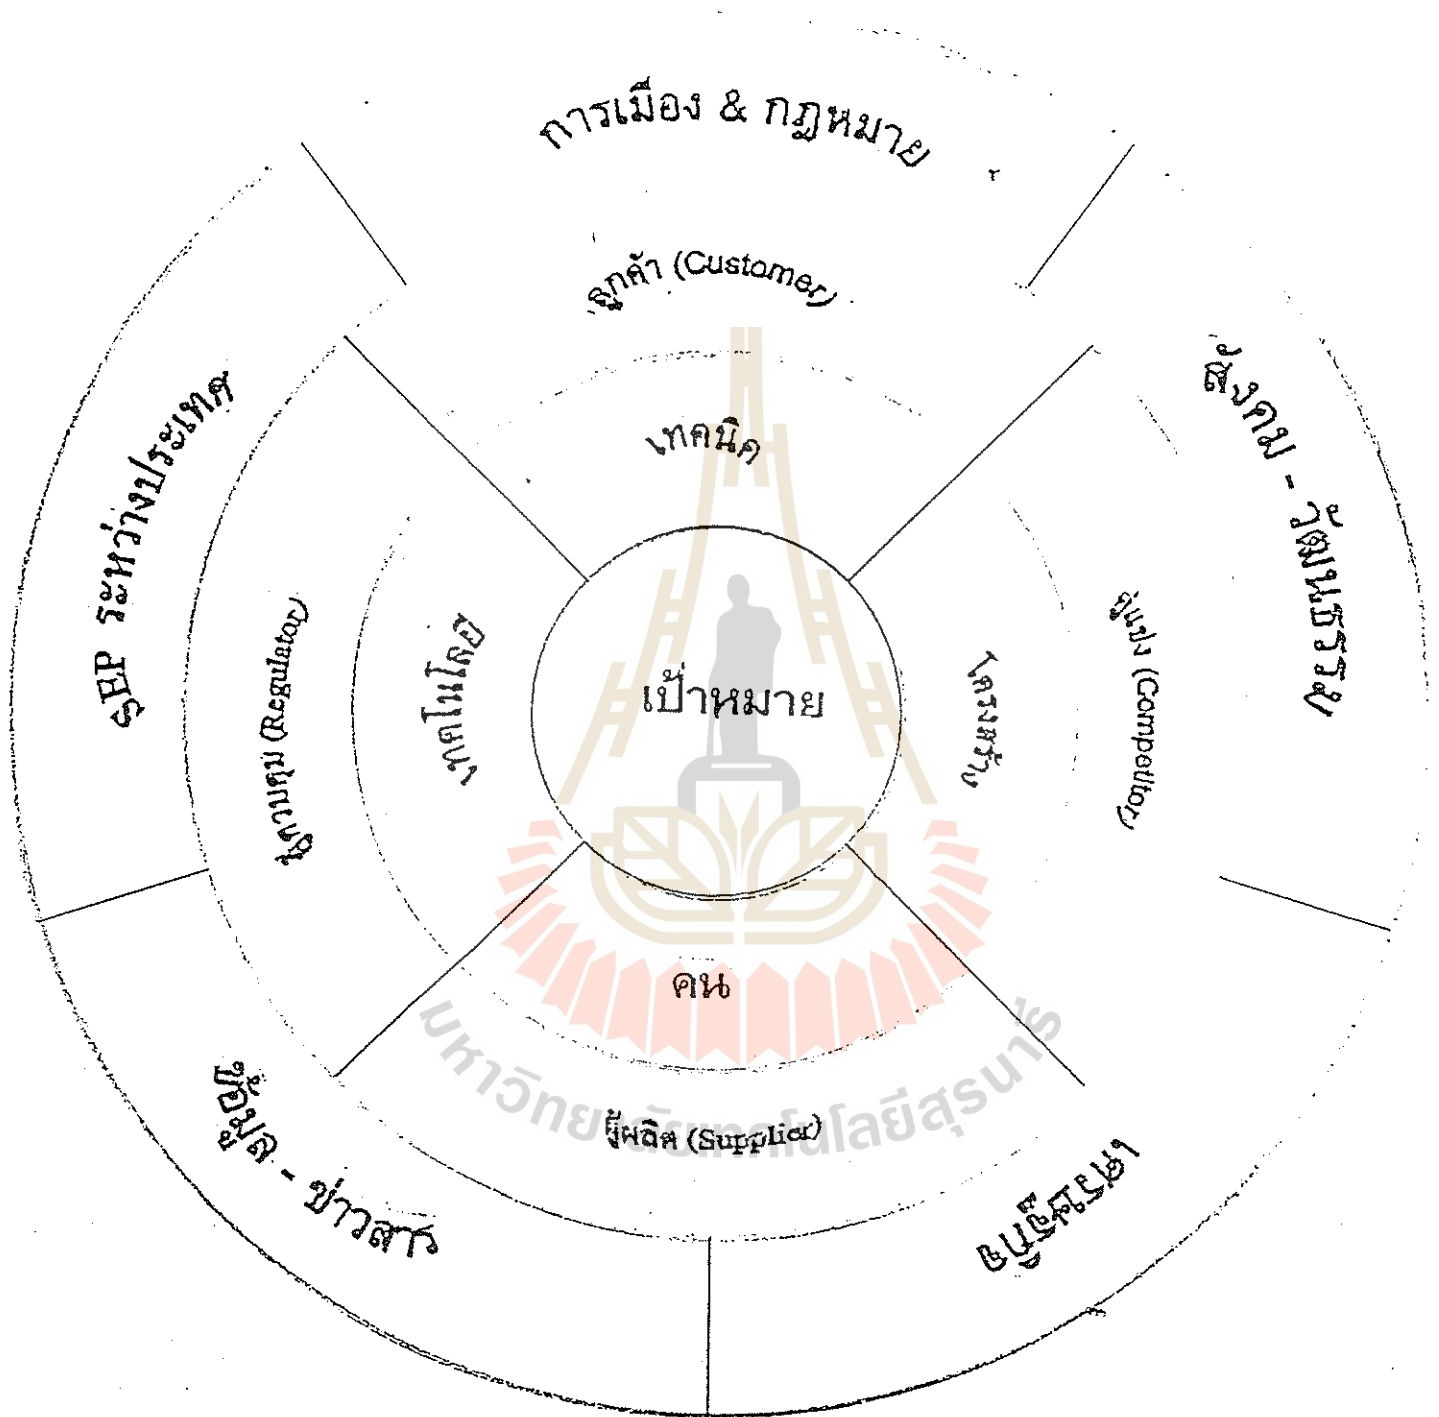 การเมือง & กฎหมาย
ลูกค้า (Customer)
เทคนิค
สังคม - วัฒนธรรม
SEP ระหว่างประเทศ
คู่แข่ง (Competitor)
ผู้ควบคุม (Regulator)
เทคโนโลยี
เป้าหมาย
โครงสร้าง
คน
ผู้ผลิต (Supplier)
มหาวิทยาลัยเทคโนโลยีสุรนารี
ข้อมูล - ข่าวสาร
เศรษฐกิจ